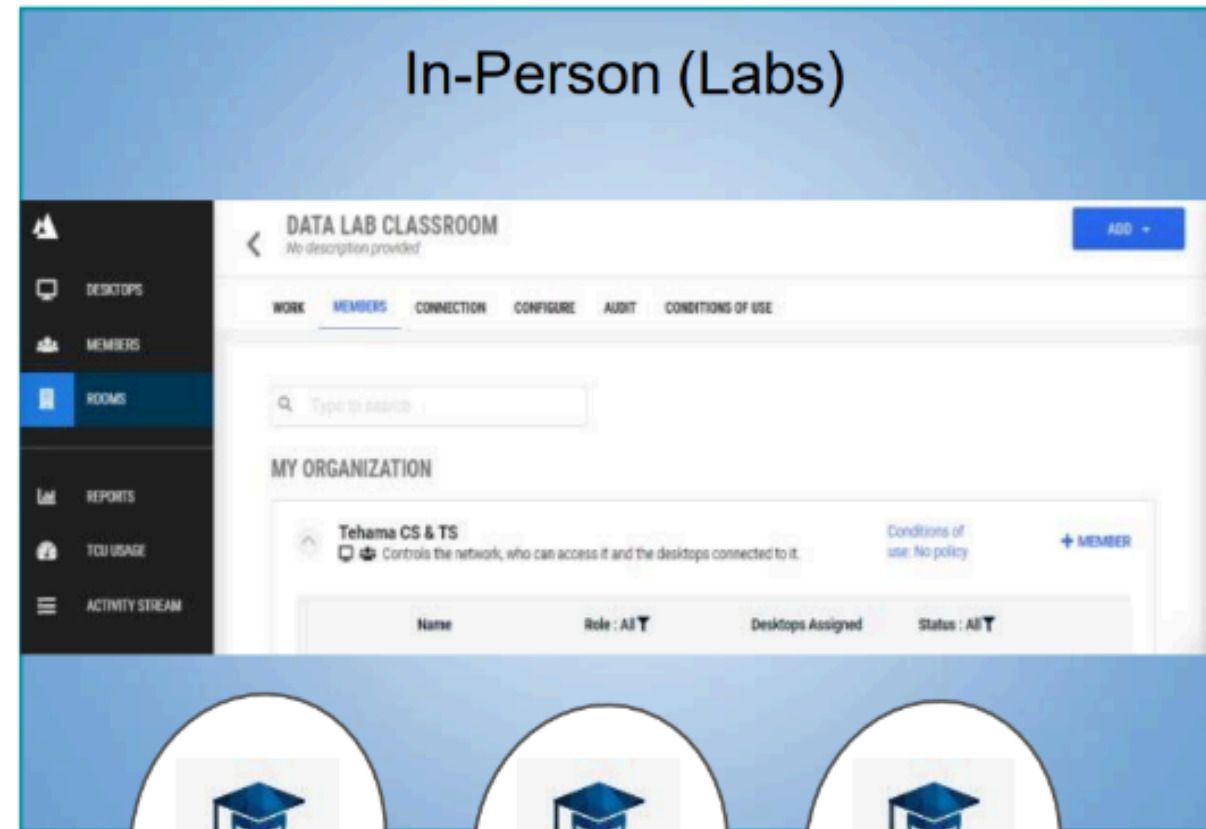 In-Person (Labs)
DATA LAB CLASSROOM
No description provided
ADD
DESKTOPS
MEMBERS
ROOMS
REPORTS
TCU USAGE
ACTIVITY STREAM
WORK MEMBERS CONNECTION CONFIGURE AUDIT CONDITIONS OF USE
Type to search
MY ORGANIZATION
Tehama CS & TS
Controls the network, who can access it and the desktops connected to it.
Conditions of
use: No policy
+ MEMBER
Name Role : All Desktops Assigned Status : All